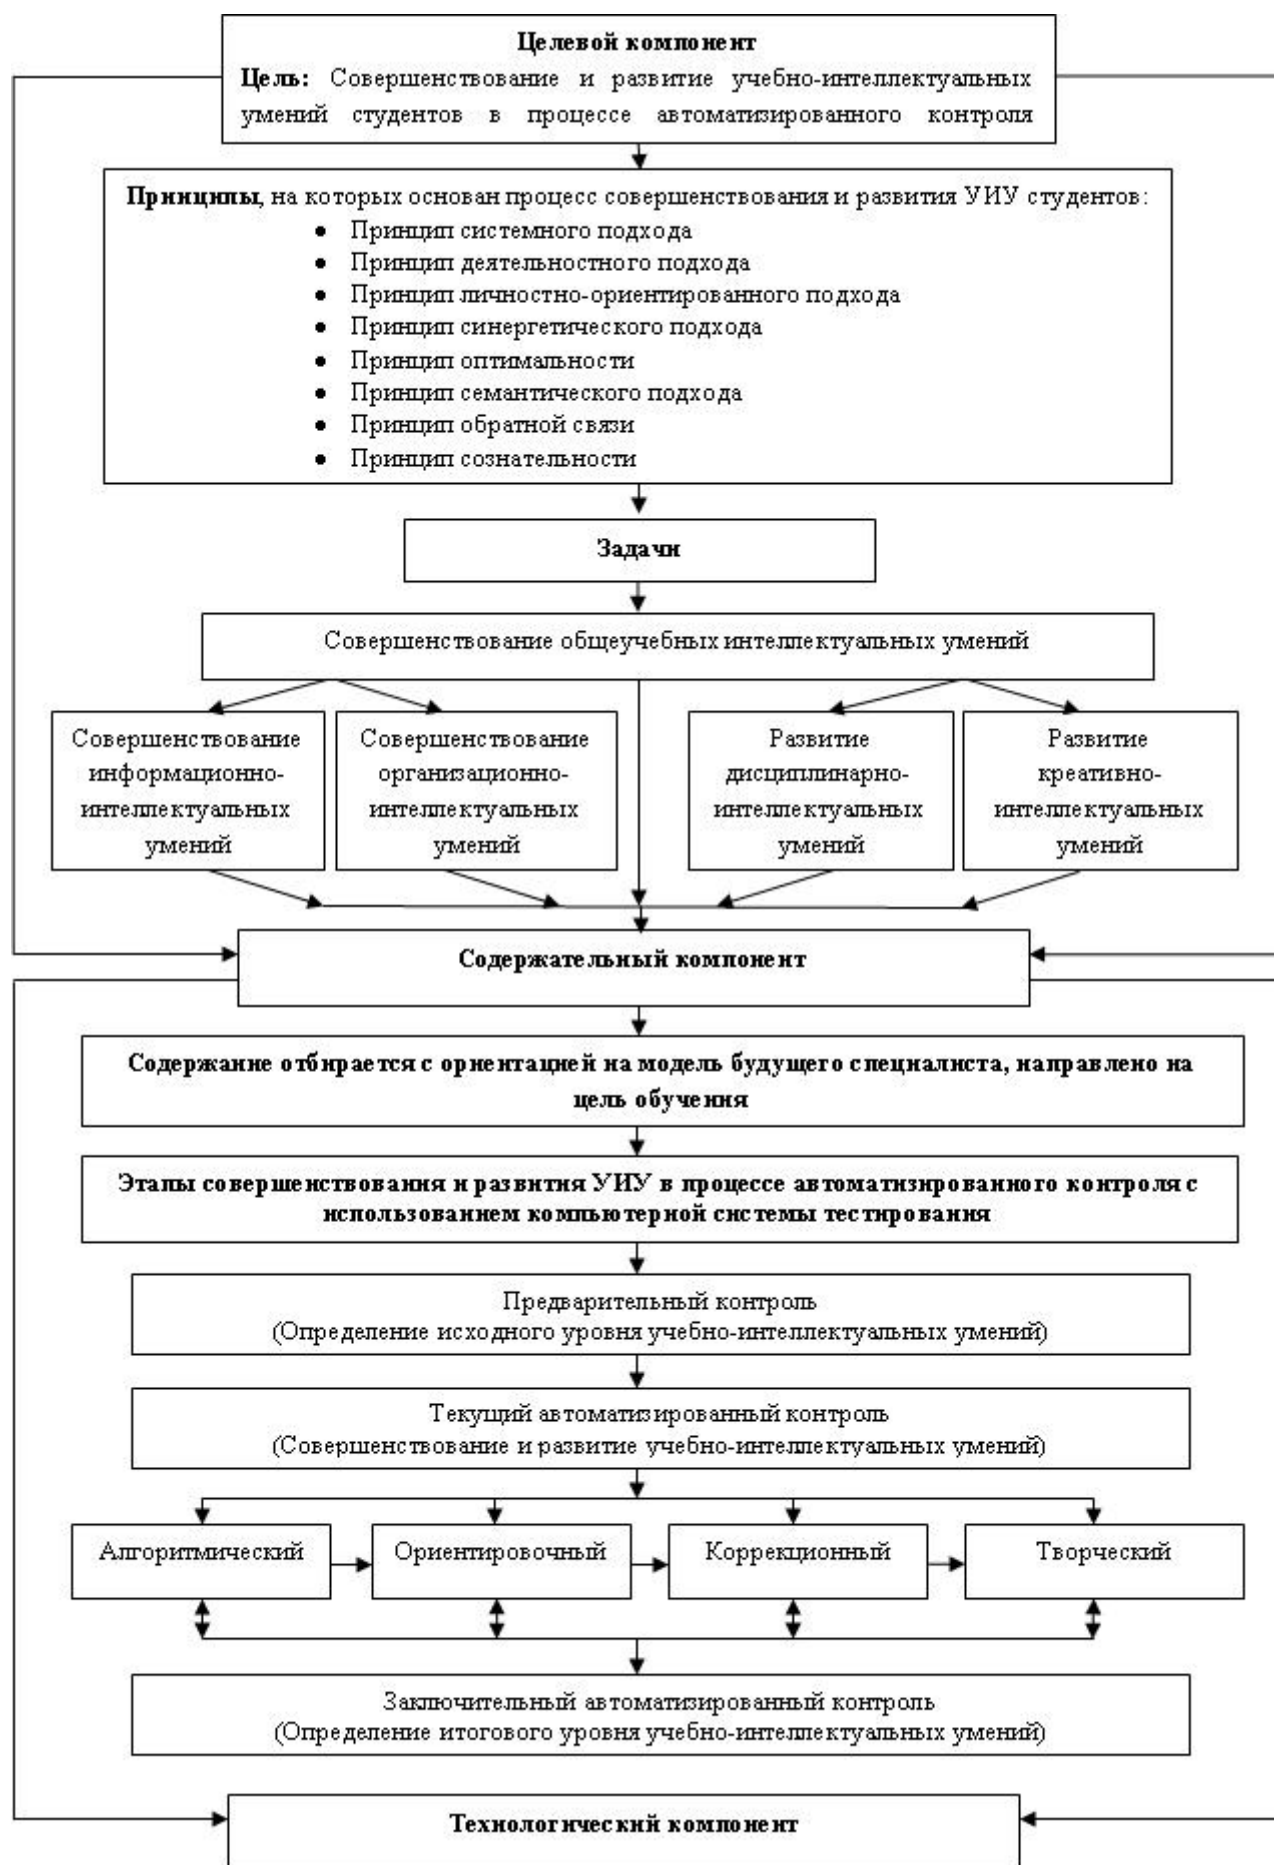 Целевой компонент
Цель: Совершенствование и развитие учебно-интеллектуальных
умений студентов в процессе автоматизированного контроля
Принципы, на которых основан процесс совершенствования и развития УИУ студентов:
• Принцип системного подхода
• Принцип деятельностного подхода
• Принцип личностно-ориентированного подхода
• Принцип синергетического подхода
• Принцип оптимальности
• Принцип семантического подхода
• Принцип обратной связи
• Принцип сознательности
Задачи
Совершенствование общеучебных интеллектуальных умений
Совершенствование
информационно-
интеллектуальных
умений
Совершенствование
организационно-
интеллектуальных
умений
Развитие
дисциплинарно-
интеллектуальных
умений
Развитие
креативно-
интеллектуальных
умений
Содержательный компонент
Содержание отбирается с ориентацией на модель будущего специалиста, направлено на
цель обучения
Этапы совершенствования и развития УИУ в процессе автоматизированного контроля с
использованием компьютерной системы тестирования
Предварительный контроль
(Определение исходного уровня учебно-интеллектуальных умений)
Текущий автоматизированный контроль
(Совершенствование и развитие учебно-интеллектуальных умений)
Алгоритмический
Ориентировочный
Коррекционный
Творческий
Заключительный автоматизированный контроль
(Определение итогового уровня учебно-интеллектуальных умений)
Технологический компонент